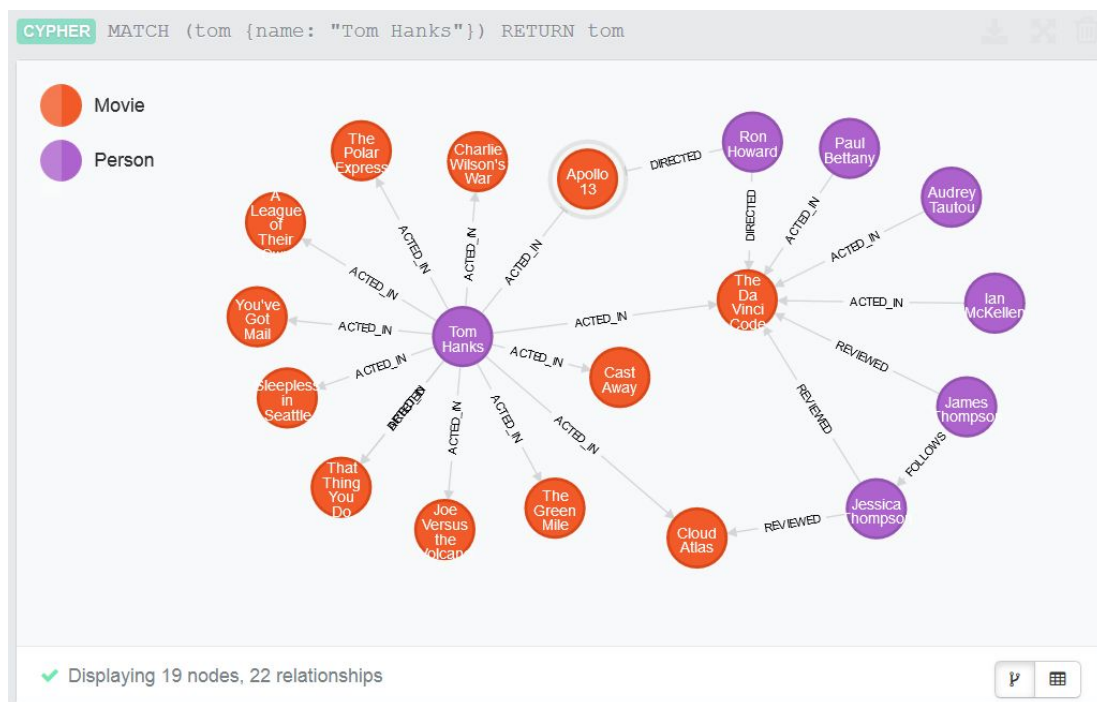 CYPHER MATCH (tom {name: "Tom Hanks"}) RETURN tom
Movie
Person
The
Polar
Express
Charlie
Wilson's
War
Apollo
13
Ron
Howard
Paul
Bettany
Audrey
Tautou
A
League
of
Their
DIRECTED
DIRECTED
ACTED_IN
ACTED_IN
ACTED_IN
ACTED_IN
ACTED_IN
ACTED_IN
The
Da
Vinci
Code
ACTED_IN
Ian
McKellen
You've
Got
Mail
ACTED_IN
Tom
Hanks
ACTED_IN
ACTED_IN
Cast
Away
REVIEWED
Sleepless
in
Seattle
ACTED_IN
REVIEWED
James
Thompson
ACTED_IN
ACTED_IN
ACTED_IN
FOLLOWS
That
Thing
You
Do
Joe
Versus
the
Volcan
The
Green
Mile
Cloud
Atlas
REVIEWED
Jessica
Thompson
Displaying 19 nodes, 22 relationships